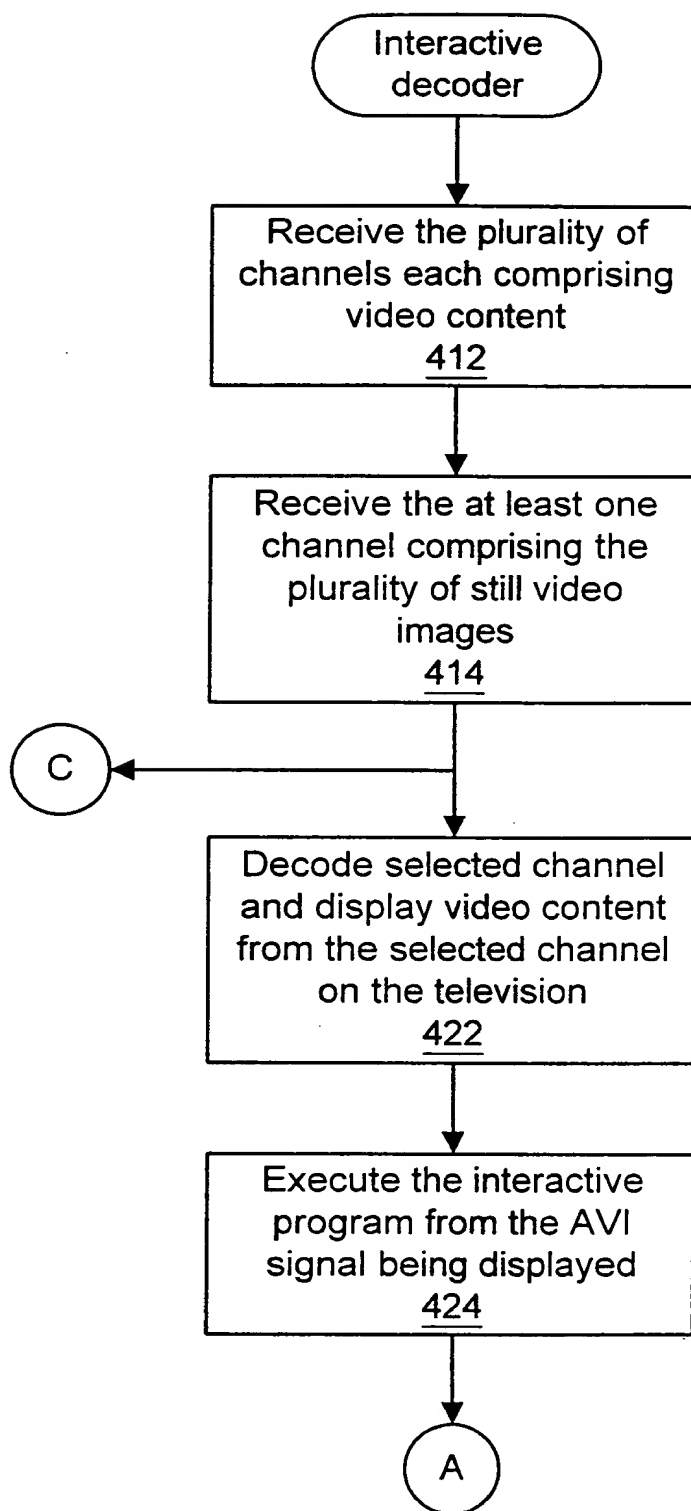 Interactive
decoder
Receive the plurality of
channels each comprising
video content
412
Receive the at least one
channel comprising the
plurality of still video
images
414
C
Decode selected channel
and display video content
from the selected channel
on the television
422
Execute the interactive
program from the AVI
signal being displayed
424
A